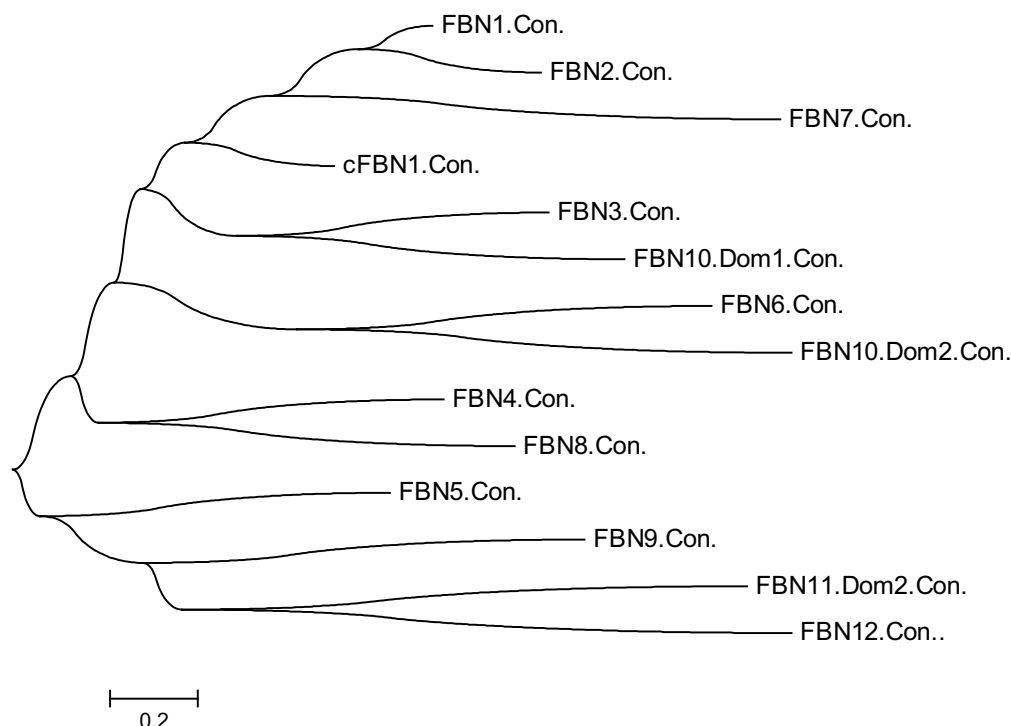 FBN1.Con.
FBN2.Con.
FBN7.Con.
cFBN1.Con.
FBN3.Con.
FBN10.Dom1.Con.
FBN6.Con.
FBN10.Dom2.Con.
FBN4.Con.
FBN8.Con.
FBN5.Con.
FBN9.Con.
FBN11.Dom2.Con.
FBN12.Con..
0.2